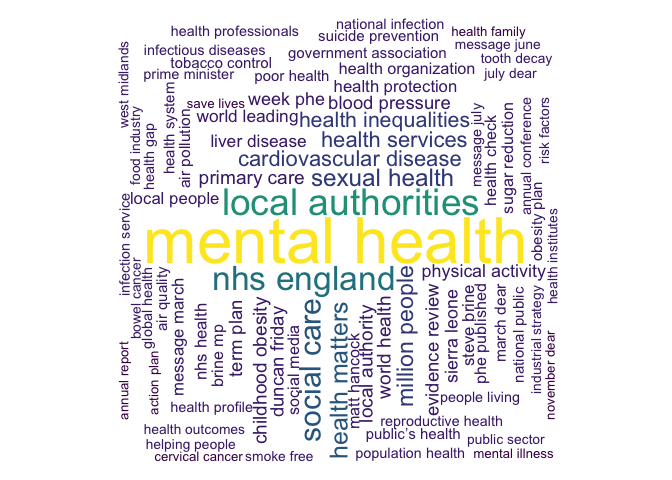 health professionals
national infection
suicide prevention
health family
infectious diseases
government association
message june
tobacco control
tooth decay
prime minister
poor health
health organization
july dear
west midlands
health system
save lives
week phe
health protection
blood pressure
food industry
health gap
air pollution
world leading
health inequalities
message july
health check
sugar reduction
annual conference
risk factors
liver disease
health services
cardiovascular disease
primary care
sexual health
local people
local authorities
mental health
nhs england
physical activity
infection service
bowel cancer
global health
air quality
message march
obesity plan
health institutes
annual report
action plan
nhs health
brine mp
term plan
childhood obesity
duncan friday
social media
social care
health matters
matt hancock
local authority
world health
million people
evidence review
sierra leone
steve brine
phe published
march dear
national public
industrial strategy
november dear
people living
health profile
reproductive health
health outcomes
public's health
public sector
helping people
cervical cancer
smoke free
population health
mental illness